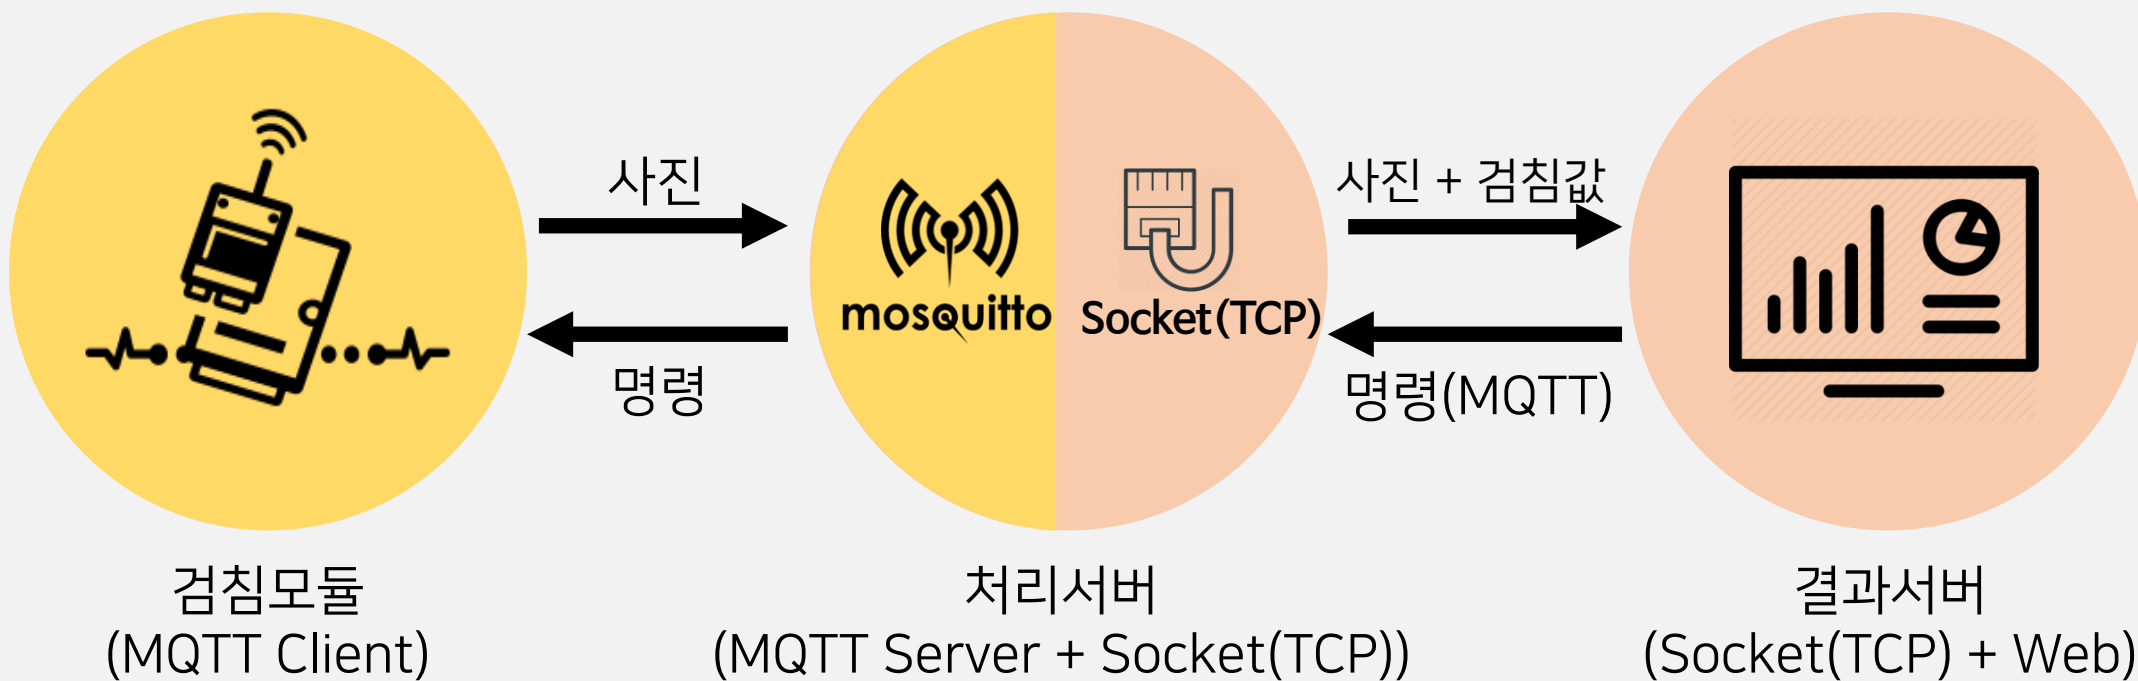 사진
명령
mosquitto
Socket(TCP)
사진 + 검침값
명령(MQTT)
검침모듈
(MQTT Client)
처리서버
(MQTT Server + Socket(TCP))
결과서버
(Socket(TCP) + Web)